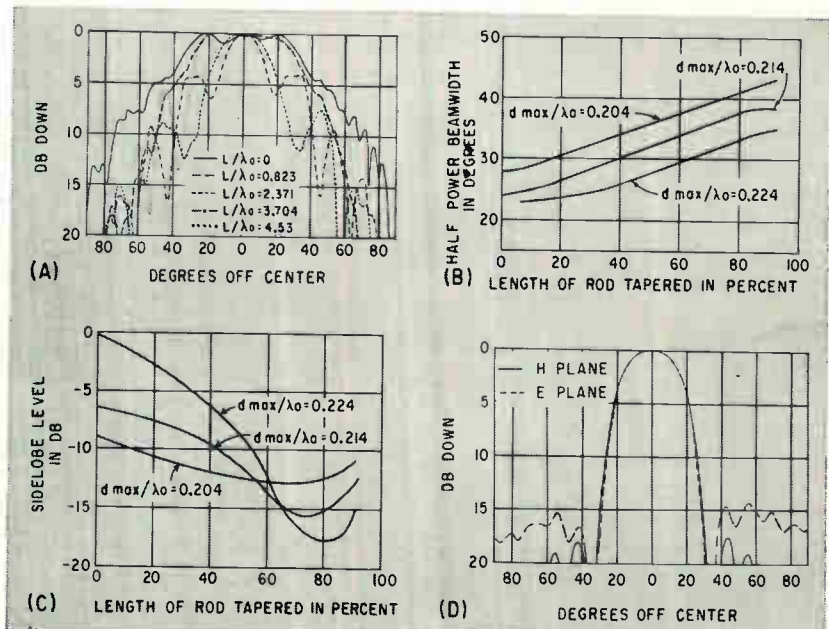 0
5
10
15
20
DB DOWN
L/λo=0
L/λo=0.823
L/λo=2.371
L/λo=3.704
L/λo=4.53
80 60 40 20 0 20 40 60 80
DEGREES OFF CENTER
(A)
50
40
30
20
HALF POWER BEAMWIDTH
IN DEGREES
d max/λo=0.214
d max/λo=0.204
d max/λo=0.224
0 20 40 60 80 100
(B) LENGTH OF ROD TAPERED IN PERCENT
0
-5
-10
-15
-20
SIDELOBE LEVEL
IN DB
d max/λo=0.224
d max/λo=0.214
d max/λo=0.204
0 20 40 60 80 100
(C) LENGTH OF ROD TAPERED IN PERCENT
0
5
10
15
20
DB DOWN
H PLANE
E PLANE
80 60 40 20 0 20 40 60 80
(D) DEGREES OFF CENTER